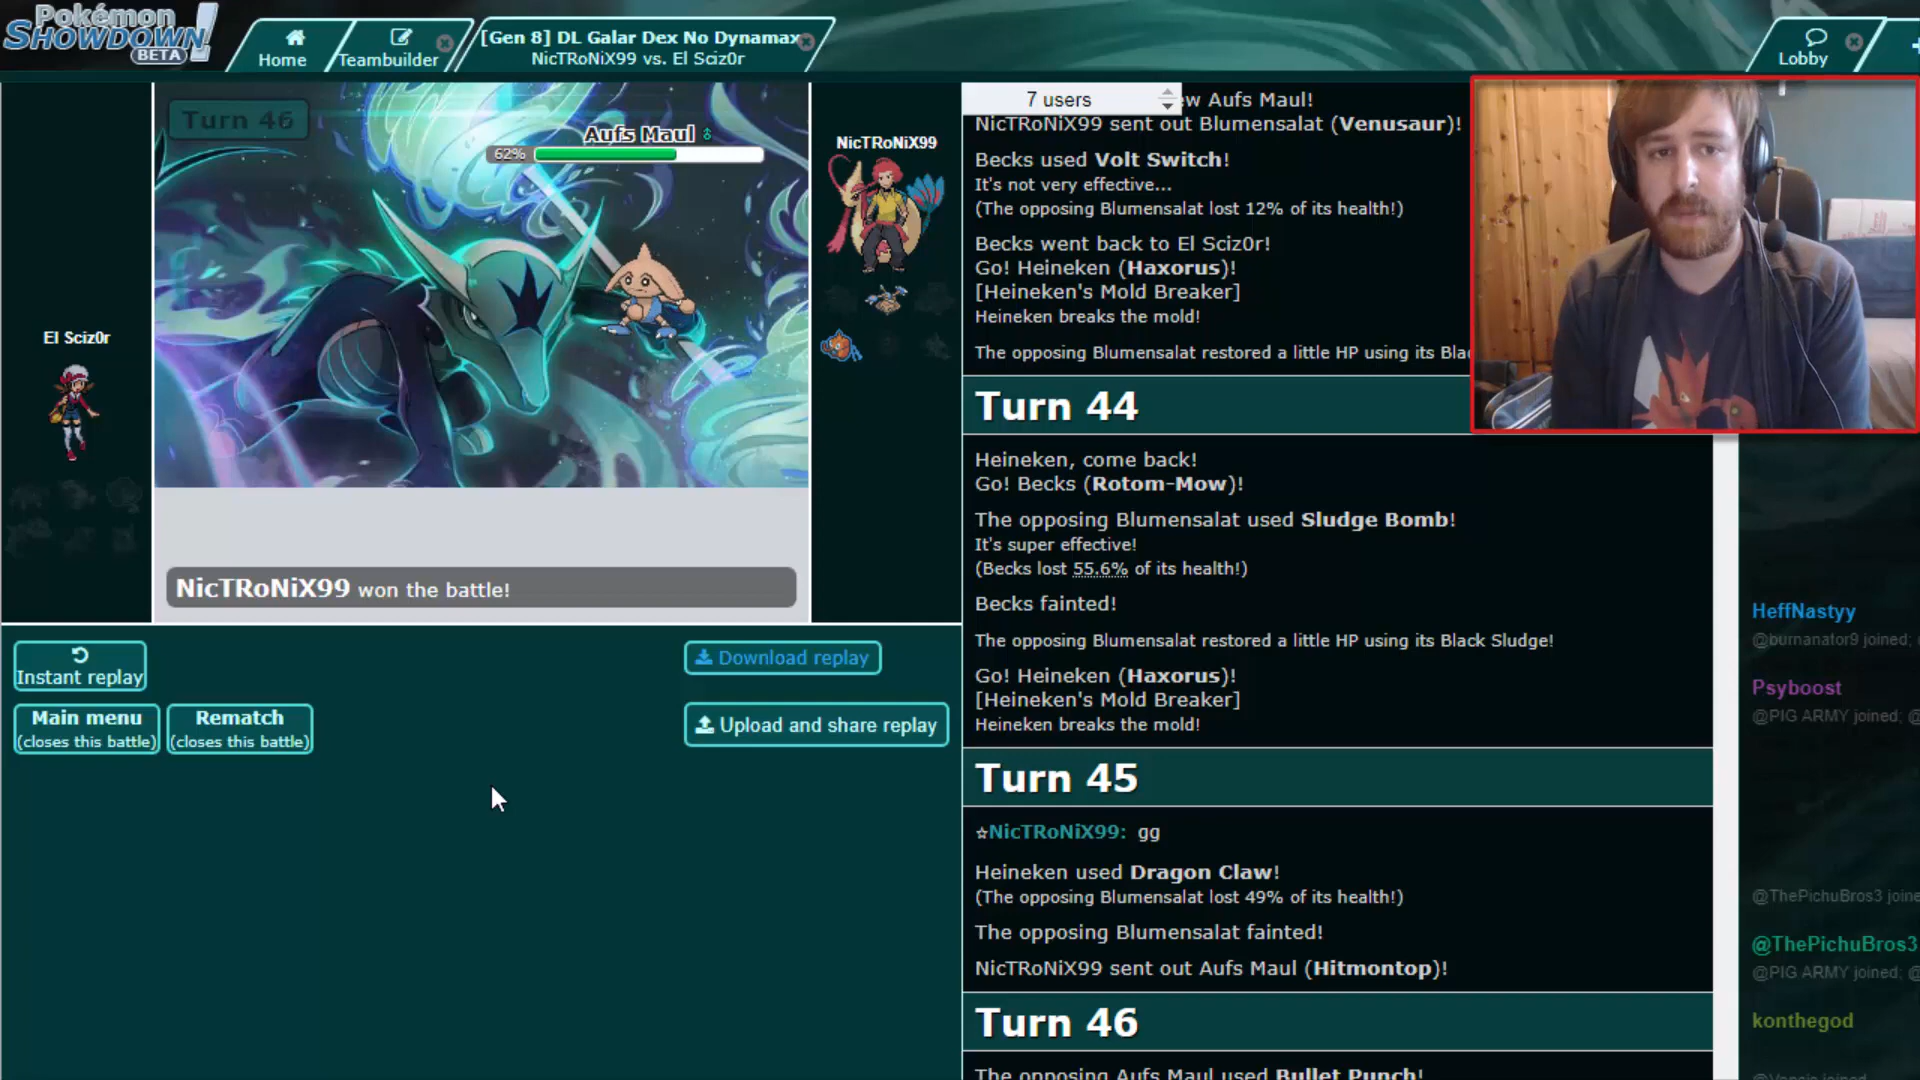 Pokémon
SHOWDOWN!
BETA
Home
Teambuilder
[Gen 8] DL Galar Dex No Dynamax
NicTRoNiX99 vs. El Sciz0r
Lobby
Turn 46
Aufs Maul
62%
El Sciz0r
NicTRoNiX99
NicTRoNiX99 won the battle!
Instant replay
Download replay
Main menu
(closes this battle)
Rematch
(closes this battle)
Upload and share replay
7 users
ew Aufs Maul!
NicTRoNiX99 sent out Blumensalat (Venusaur)!
Becks used Volt Switch!
It's not very effective...
(The opposing Blumensalat lost 12% of its health!)
Becks went back to El Sciz0r!
Go! Heineken (Haxorus)!
[Heineken's Mold Breaker]
Heineken breaks the mold!
The opposing Blumensalat restored a little HP using its Blac
Turn 44
Heineken, come back!
Go! Becks (Rotom-Mow)!
The opposing Blumensalat used Sludge Bomb!
It's super effective!
(Becks lost 55.6% of its health!)
Becks fainted!
The opposing Blumensalat restored a little HP using its Black Sludge!
Go! Heineken (Haxorus)!
[Heineken's Mold Breaker]
Heineken breaks the mold!
Turn 45
☆NicTRoNiX99: gg
Heineken used Dragon Claw!
(The opposing Blumensalat lost 49% of its health!)
The opposing Blumensalat fainted!
NicTRoNiX99 sent out Aufs Maul (Hitmontop)!
Turn 46
The opposing Aufs Maul used Bullet Punch!
HeffNastyy
@burnanator9 joined;
Psyboost
@PIG ARMY joined; @
@ThePichuBros3 joine
@ThePichuBros3
@PIG ARMY joined; @
konthegod